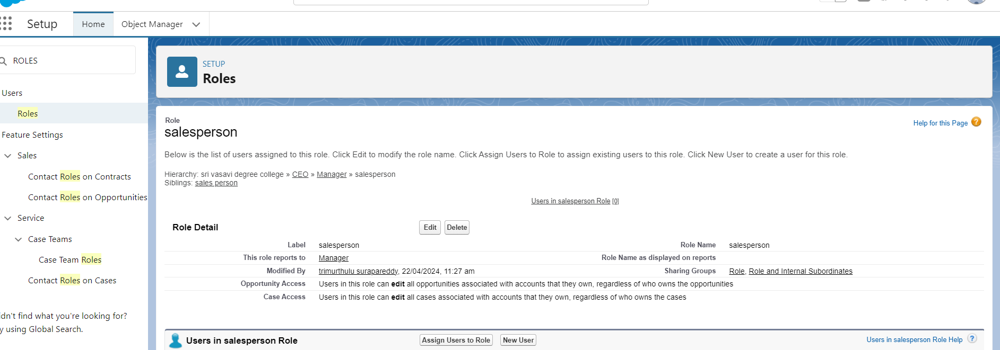 Setup
Home
Object Manager
ROLES
Users
Roles
Feature Settings
Sales
Contact Roles on Contracts
Contact Roles on Opportunities
Service
Case Teams
Case Team Roles
Contact Roles on Cases
idn't find what you're looking for?
y using Global Search.
SETUP
Roles
Role
salesperson
Help for this Page ?
Below is the list of users assigned to this role. Click Edit to modify the role name. Click Assign Users to Role to assign existing users to this role. Click New User to create a user for this role.
Hierarchy: sri vasavi degree college » CEO » Manager » salesperson
Siblings: sales person
Users in salesperson Role [0]
Role Detail
Edit
Delete
Label salesperson
Role Name salesperson
This role reports to Manager
Role Name as displayed on reports
Modified By trimurthulu surapareddy, 22/04/2024, 11:27 am
Sharing Groups Role, Role and Internal Subordinates
Opportunity Access Users in this role can edit all opportunities associated with accounts that they own, regardless of who owns the opportunities
Case Access Users in this role can edit all cases associated with accounts that they own, regardless of who owns the cases
Users in salesperson Role
Assign Users to Role
New User
Users in salesperson Role Help ?